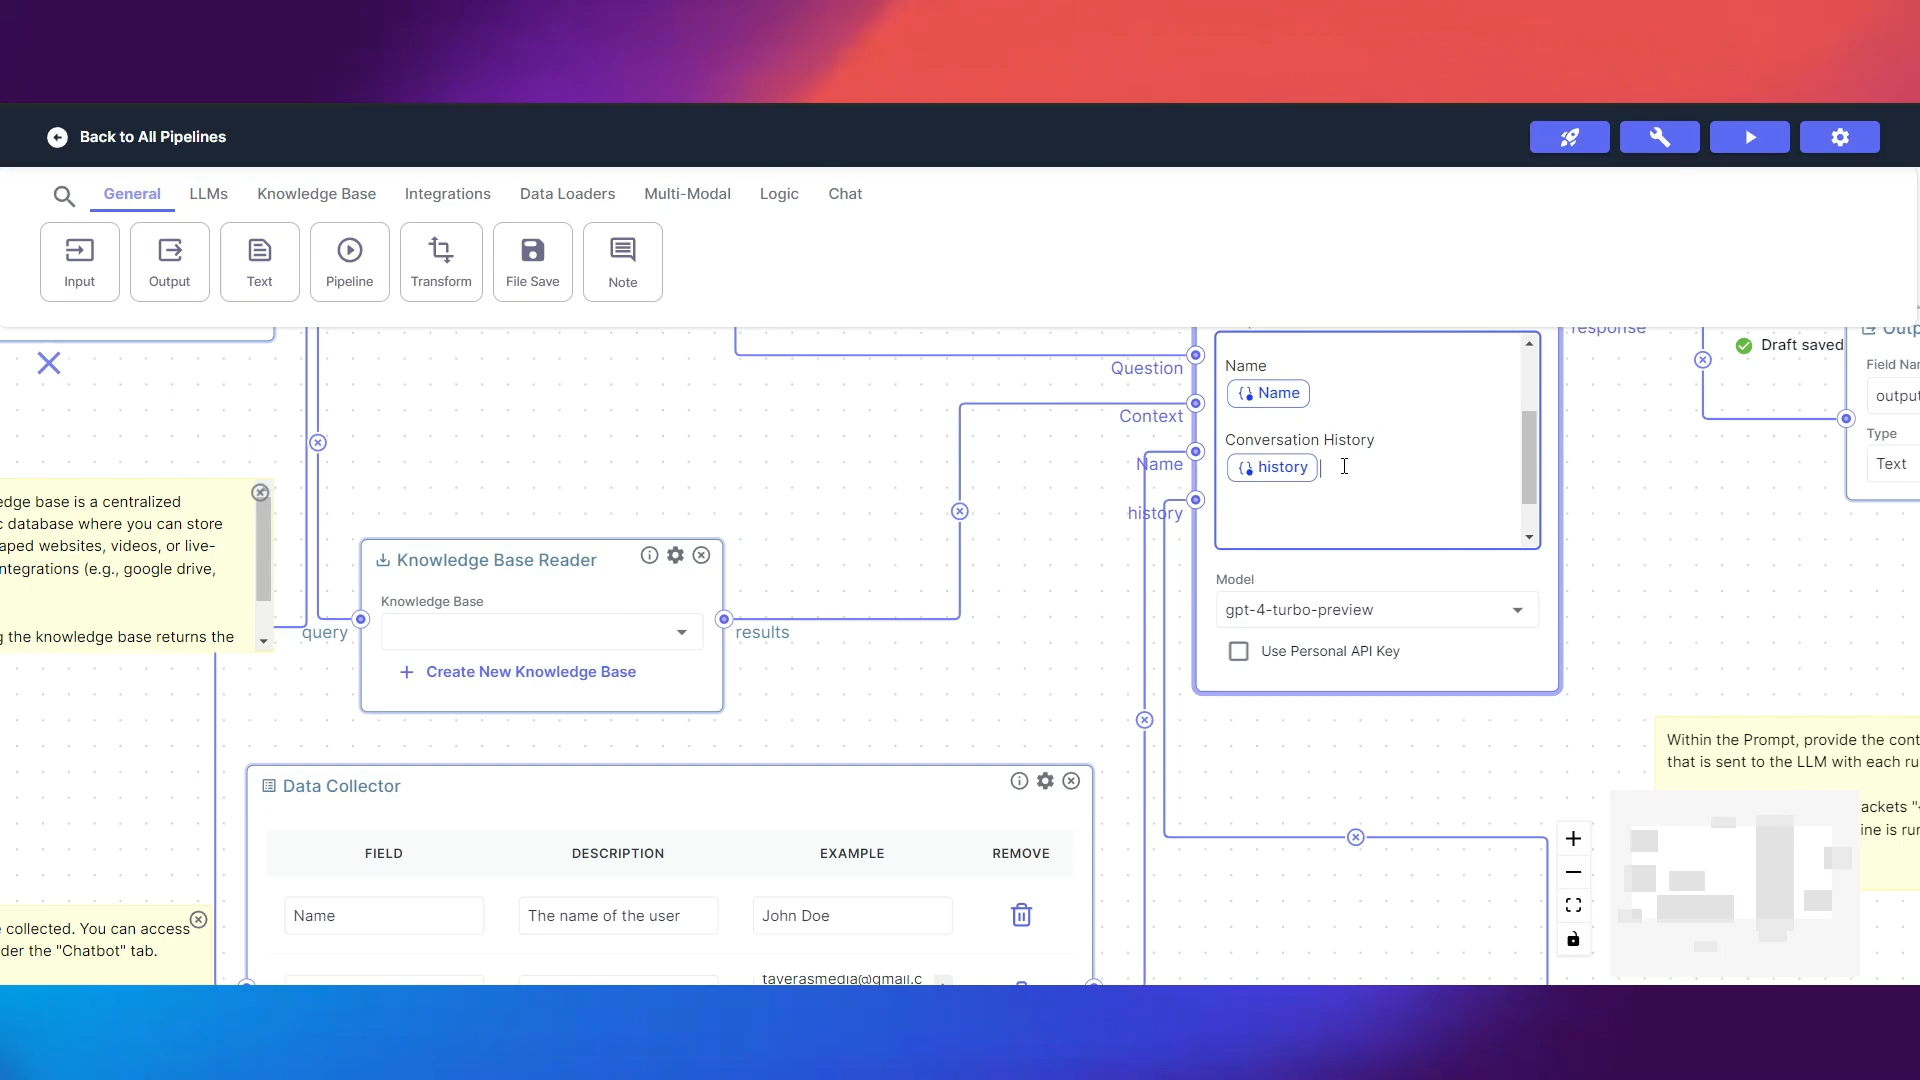 Back to All Pipelines
General LLMs Knowledge Base Integrations Data Loaders Multi-Modal Logic Chat
Input Output Text Pipeline Transform File Save Note
response
Draft saved
Question
Context
Name
history
Name
Name
Conversation History
history
Model
gpt-4-turbo-preview
Use Personal API Key
Field Nam
output
Type
Text
edge base is a centralized
c database where you can store
aped websites, videos, or live-
ntegrations (e.g., google drive,
g the knowledge base returns the
query
Knowledge Base Reader
Knowledge Base
+ Create New Knowledge Base
results
Data Collector
FIELD DESCRIPTION EXAMPLE REMOVE
Name The name of the user John Doe
taverasmedia@gmail.c
collected. You can access
der the "Chatbot" tab.
Within the Prompt, provide the cont
that is sent to the LLM with each ru
ackets "
ine is run